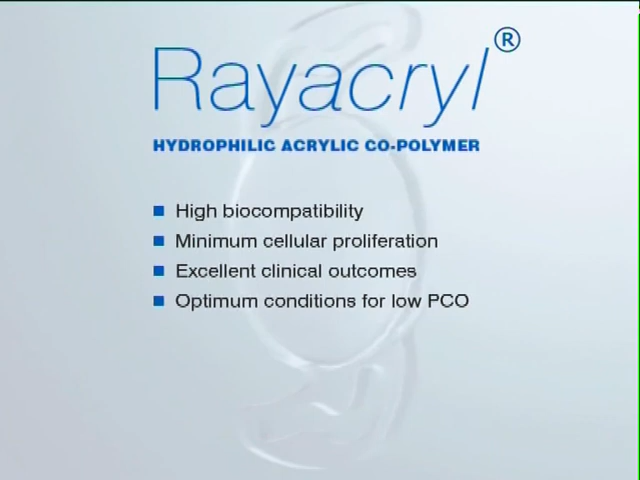 Rayacryl®
HYDROPHILIC ACRYLIC CO-POLYMER
■ High biocompatibility
■ Minimum cellular proliferation
■ Excellent clinical outcomes
■ Optimum conditions for low PCO